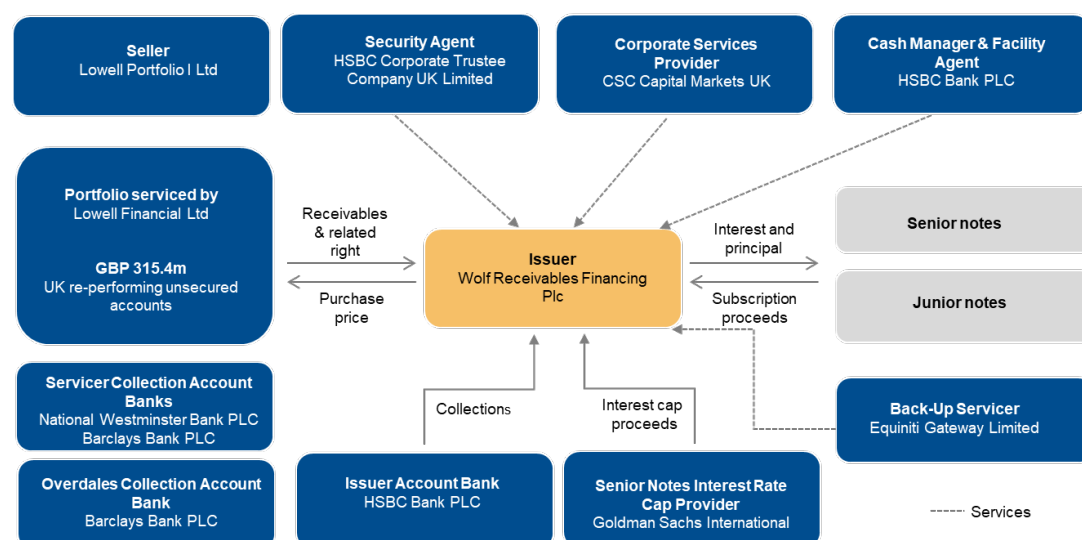 Seller
Lowell Portfolio I Ltd
Security Agent
HSBC Corporate Trustee
Company UK Limited
Corporate Services
Provider
CSC Capital Markets UK
Cash Manager & Facility
Agent
HSBC Bank PLC
Portfolio serviced by
Lowell Financial Ltd
GBP 315.4m
UK re-performing unsecured
accounts
Receivables
& related
right
Purchase
price
Issuer
Wolf Receivables Financing
Plc
Interest and
principal
Subscription
proceeds
Senior notes
Junior notes
Servicer Collection Account
Banks
National Westminster Bank PLC
Barclays Bank PLC
Collections
Interest cap
proceeds
Back-Up Servicer
Equiniti Gateway Limited
Overdales Collection Account
Bank
Barclays Bank PLC
Issuer Account Bank
HSBC Bank PLC
Senior Notes Interest Rate
Cap Provider
Goldman Sachs International
Services